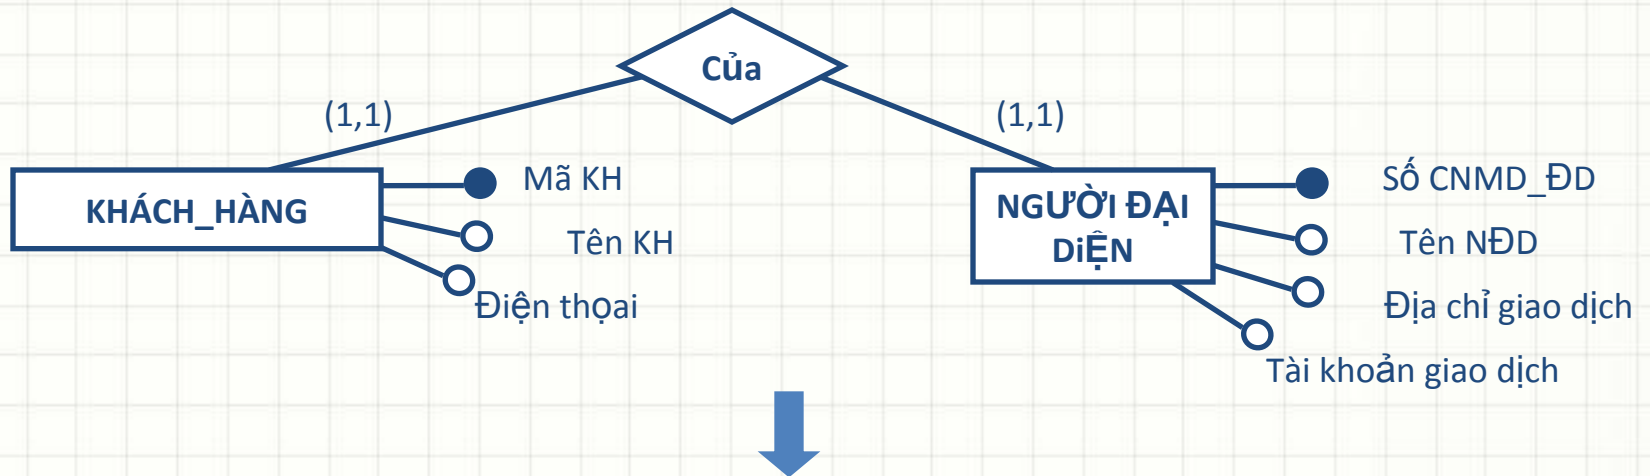 Của
(1,1)
(1,1)
KHÁCH_HÀNG
Mã KH
Tên KH
Điện thọai
NGƯỜI ĐẠI
DiỆN
Số CNMD_ĐD
Tên NĐD
Địa chỉ giao dịch
Tài khoản giao dịch